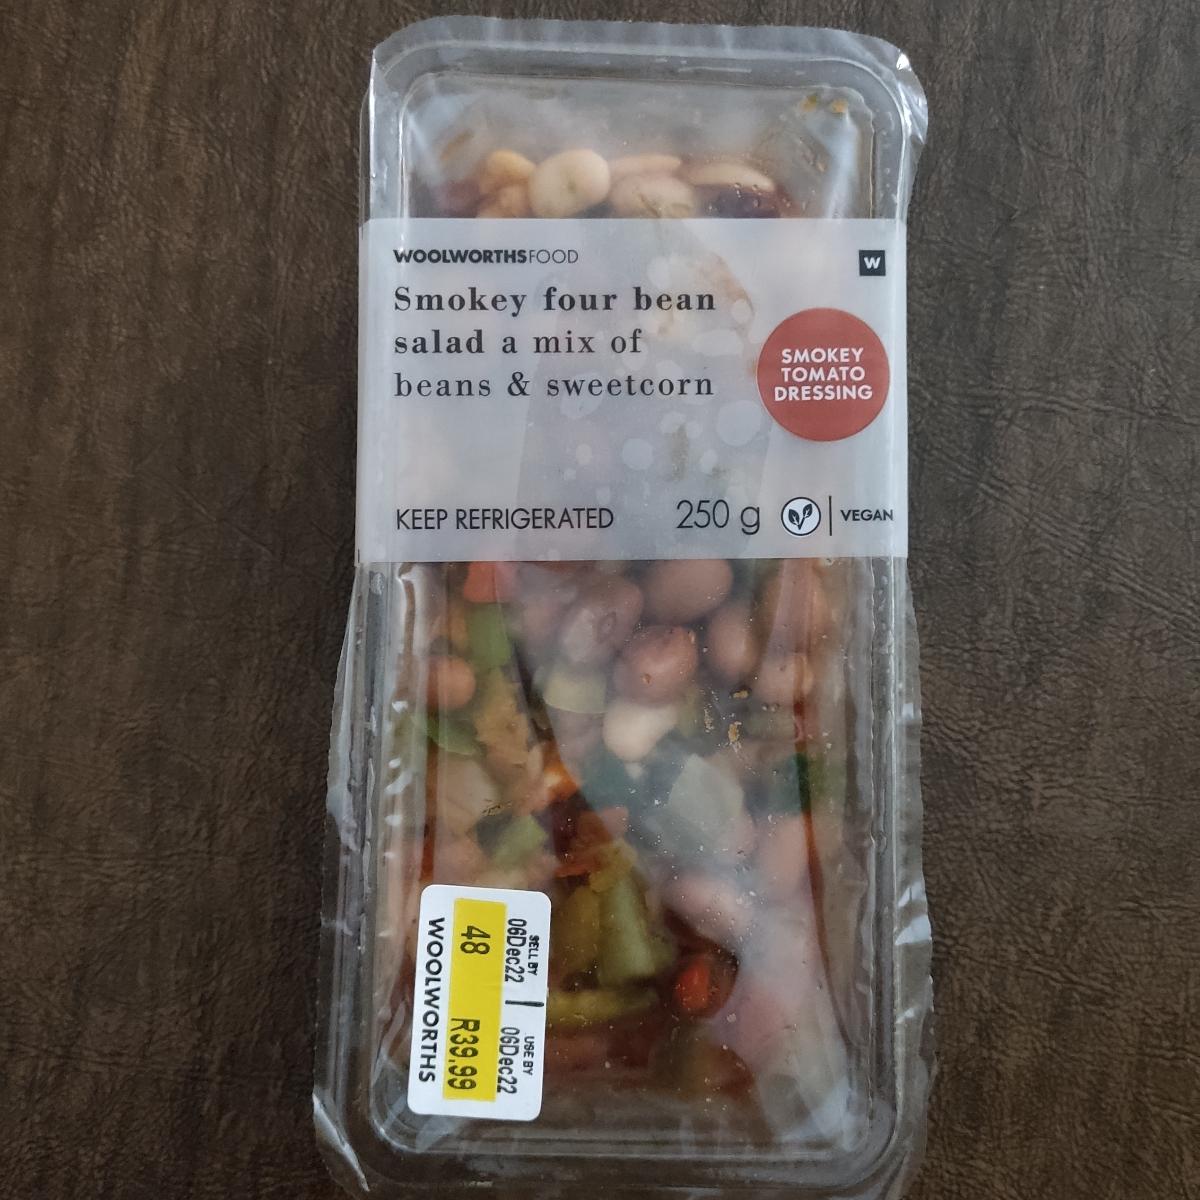 WOOLWORTHSFOOD
W
Smokey four bean
salad a mix of
beans & sweetcorn
SMOKEY
TOMATO
DRESSING
KEEP REFRIGERATED
250 g
VEGAN
SELL BY
06Dec22
USE BY
06Dec22
48
R39.99
WOOLWORTHS